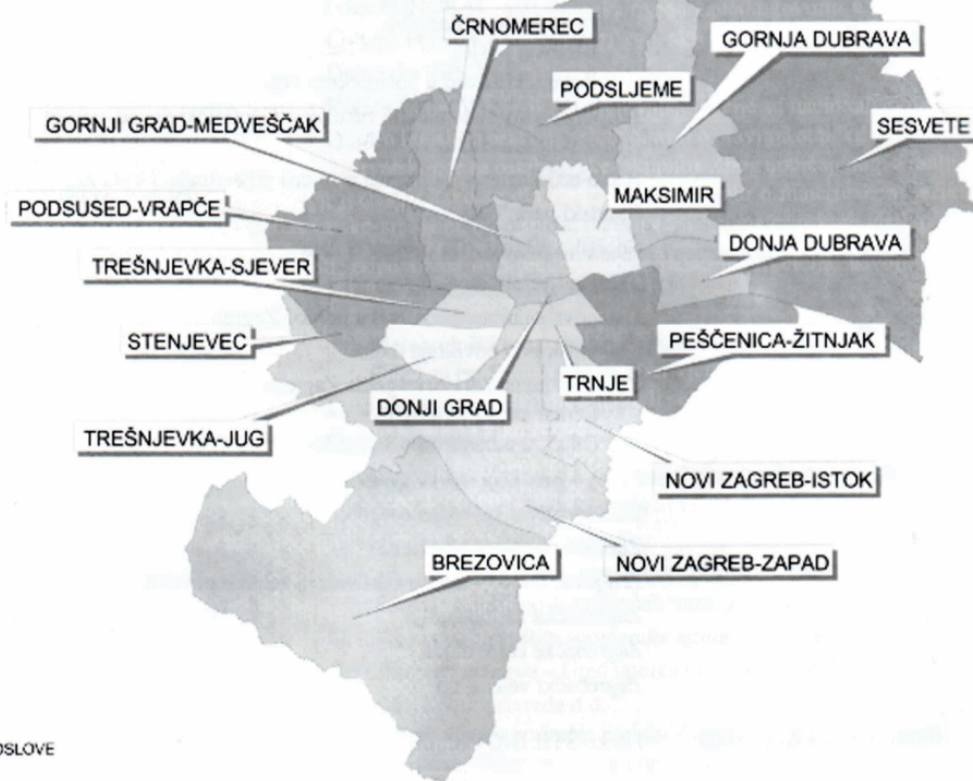 ČRNOMEREC
GORNJA DUBRAVA
PODSLJEME
GORNJI GRAD-MEDVEŠČAK
SESVETE
MAKSIMIR
PODSUSED-VRAPČE
DONJA DUBRAVA
TREŠNJEVKA-SJEVER
STENJEVEC
PEŠČENICA-ŽITNJAK
TRNJE
DONJI GRAD
TREŠNJEVKA-JUG
NOVI ZAGREB-ISTOK
BREZOVICA
NOVI ZAGREB-ZAPAD
OSLOVE